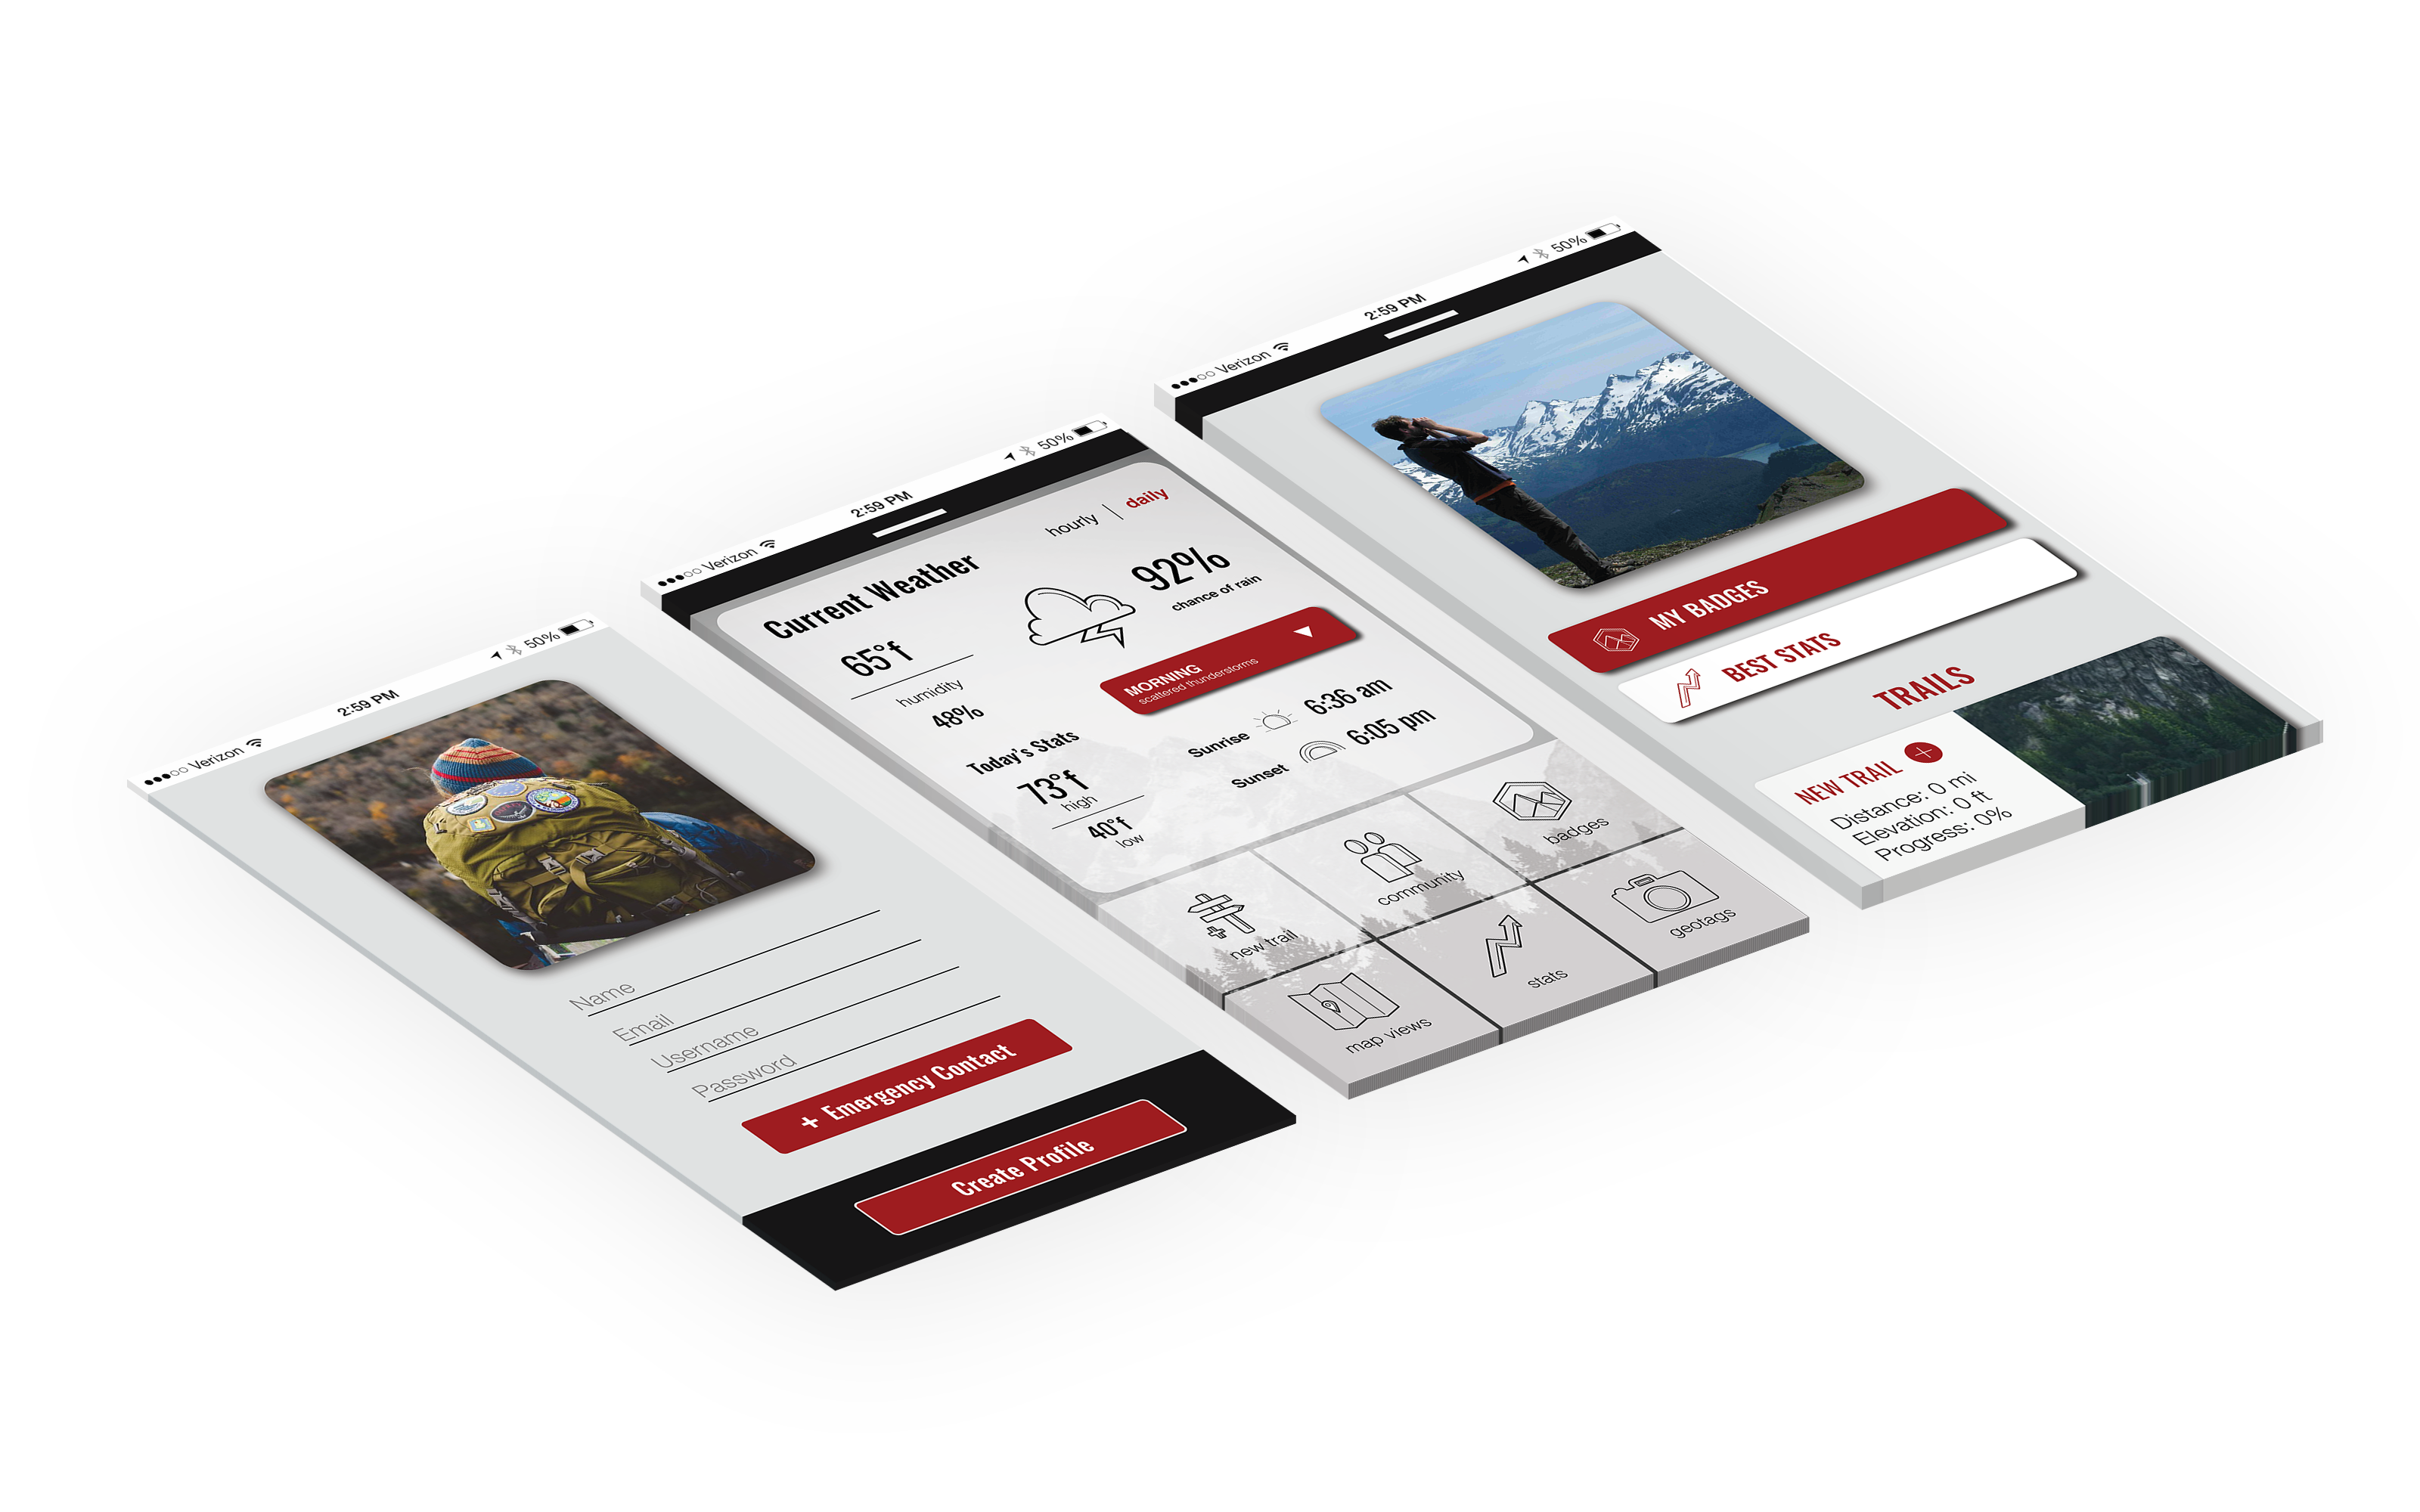 Verizon 2:59 PM 50%
Name
Email
Username
Password
+ Emergency Contact
Create Profile
Verizon 2:59 PM 50%
hourly | daily
Current Weather
65°f
humidity
48%
92%
chance of rain
MORNING
scattered thunderstorms
Today's Stats
73°f
high
40°f
low
Sunrise 6:36 am
Sunset 6:05 pm
new trail
community
badges
map views
stats
geotags
Verizon 2:59 PM 50%
MY BADGES
BEST STATS
TRAILS
NEW TRAIL
Distance: 0 mi
Elevation: 0 ft
Progress: 0%